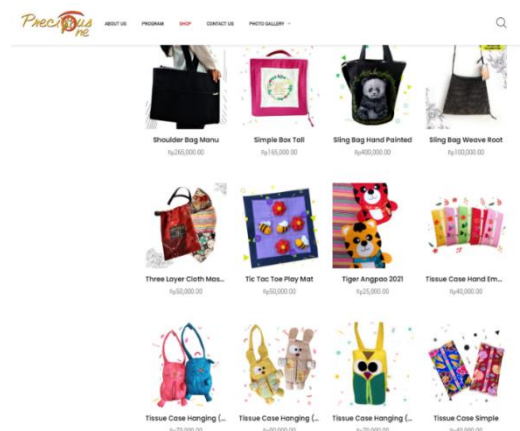 Precious
One
ABOUT US PROGRAM SHOP CONTACT US PHOTO GALLERY
Shoulder Bag Manu Simple Box Tall Sling Bag Hand Painted Sling Bag Weave Root
Rp265,000.00 Rp165,000.00 Rp400,000.00 Rp100,000.00
Three Layer Cloth Mas... Tic Tac Toe Play Mat Tiger Angpao 2021 Tissue Case Hand Em...
Rp50,000.00 Rp50,000.00 Rp25,000.00 Rp40,000.00
Tissue Case Hanging (... Tissue Case Hanging (... Tissue Case Hanging (... Tissue Case Simple